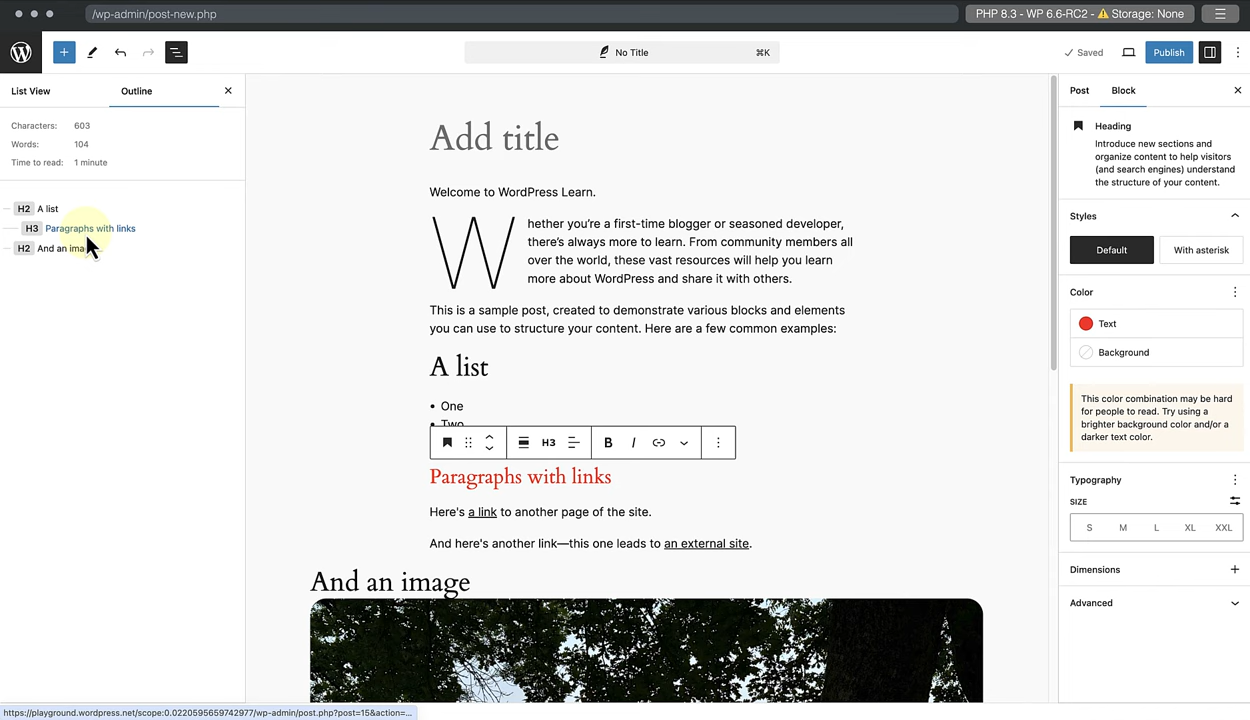 /wp-admin/post-new.php
PHP 8.3 - WP 6.6-RC2 - ⚠ Storage: None
No Title
⌘K
Saved
Publish
List View
Outline
Characters: 603
Words: 104
Time to read: 1 minute
H2 A list
H3 Paragraphs with links
H2 And an
Add title
Welcome to WordPress Learn.
Whether you're a first-time blogger or seasoned developer,
there's always more to learn. From community members all
over the world, these vast resources will help you learn
more about WordPress and share it with others.
This is a sample post, created to demonstrate various blocks and elements
you can use to structure your content. Here are a few common examples:
A list
• One
• Two
H3
B
I
Paragraphs with links
Here's a link to another page of the site.
And here's another link—this one leads to an external site.
And an image
Post
Block
Heading
Introduce new sections and
organize content to help visitors
(and search engines) understand
the structure of your content.
Styles
Default
With asterisk
Color
Text
Background
This color combination may be hard
for people to read. Try using a
brighter background color and/or a
darker text color.
Typography
SIZE
S M L XL XXL
Dimensions
Advanced
https://playground.wordpress.net/scope:0.0220595659742977/wp-admin/post.php?post=15&action=...